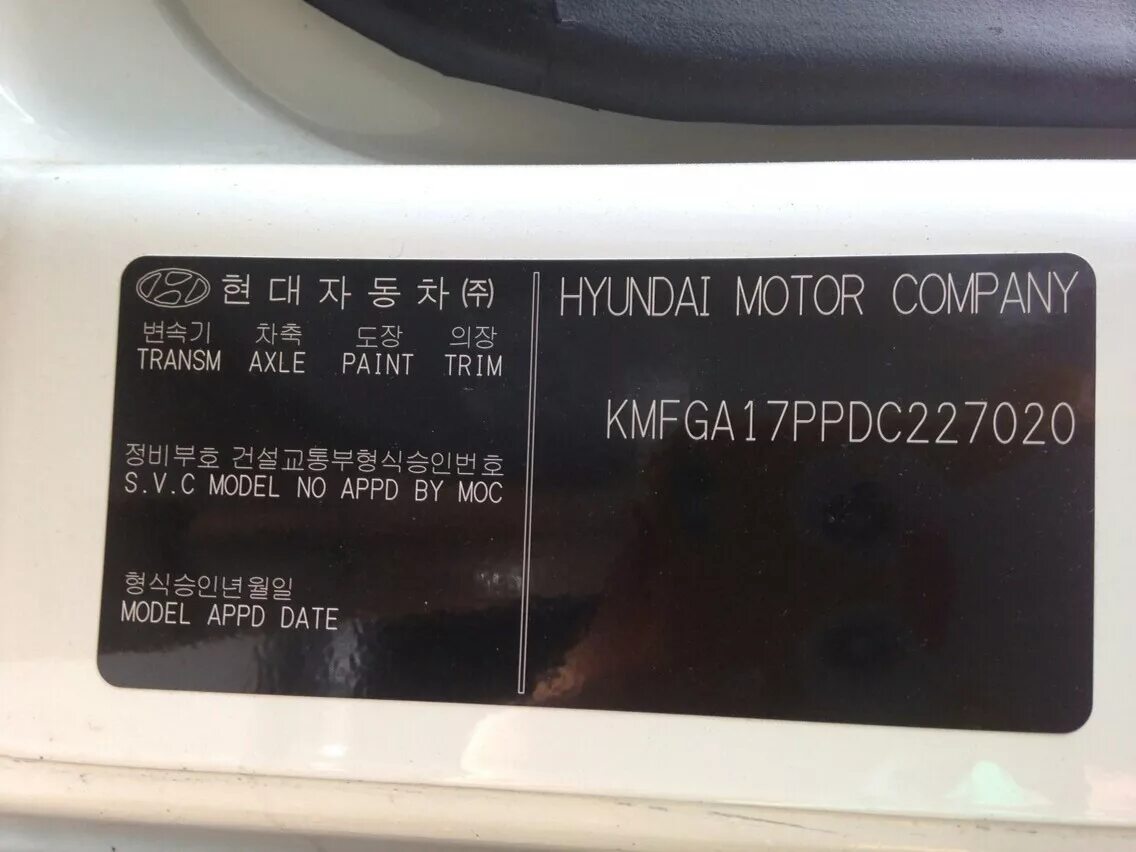 현대자동차㈜
변속기 차축 도장 의장
TRANSM AXLE PAINT TRIM
정비부호 건설교통부형식승인번호
S.V.C MODEL NO APPD BY MOC
형식승인년월일
MODEL APPD DATE
HYUNDAI MOTOR COMPANY
KMFGA17PPDC227020